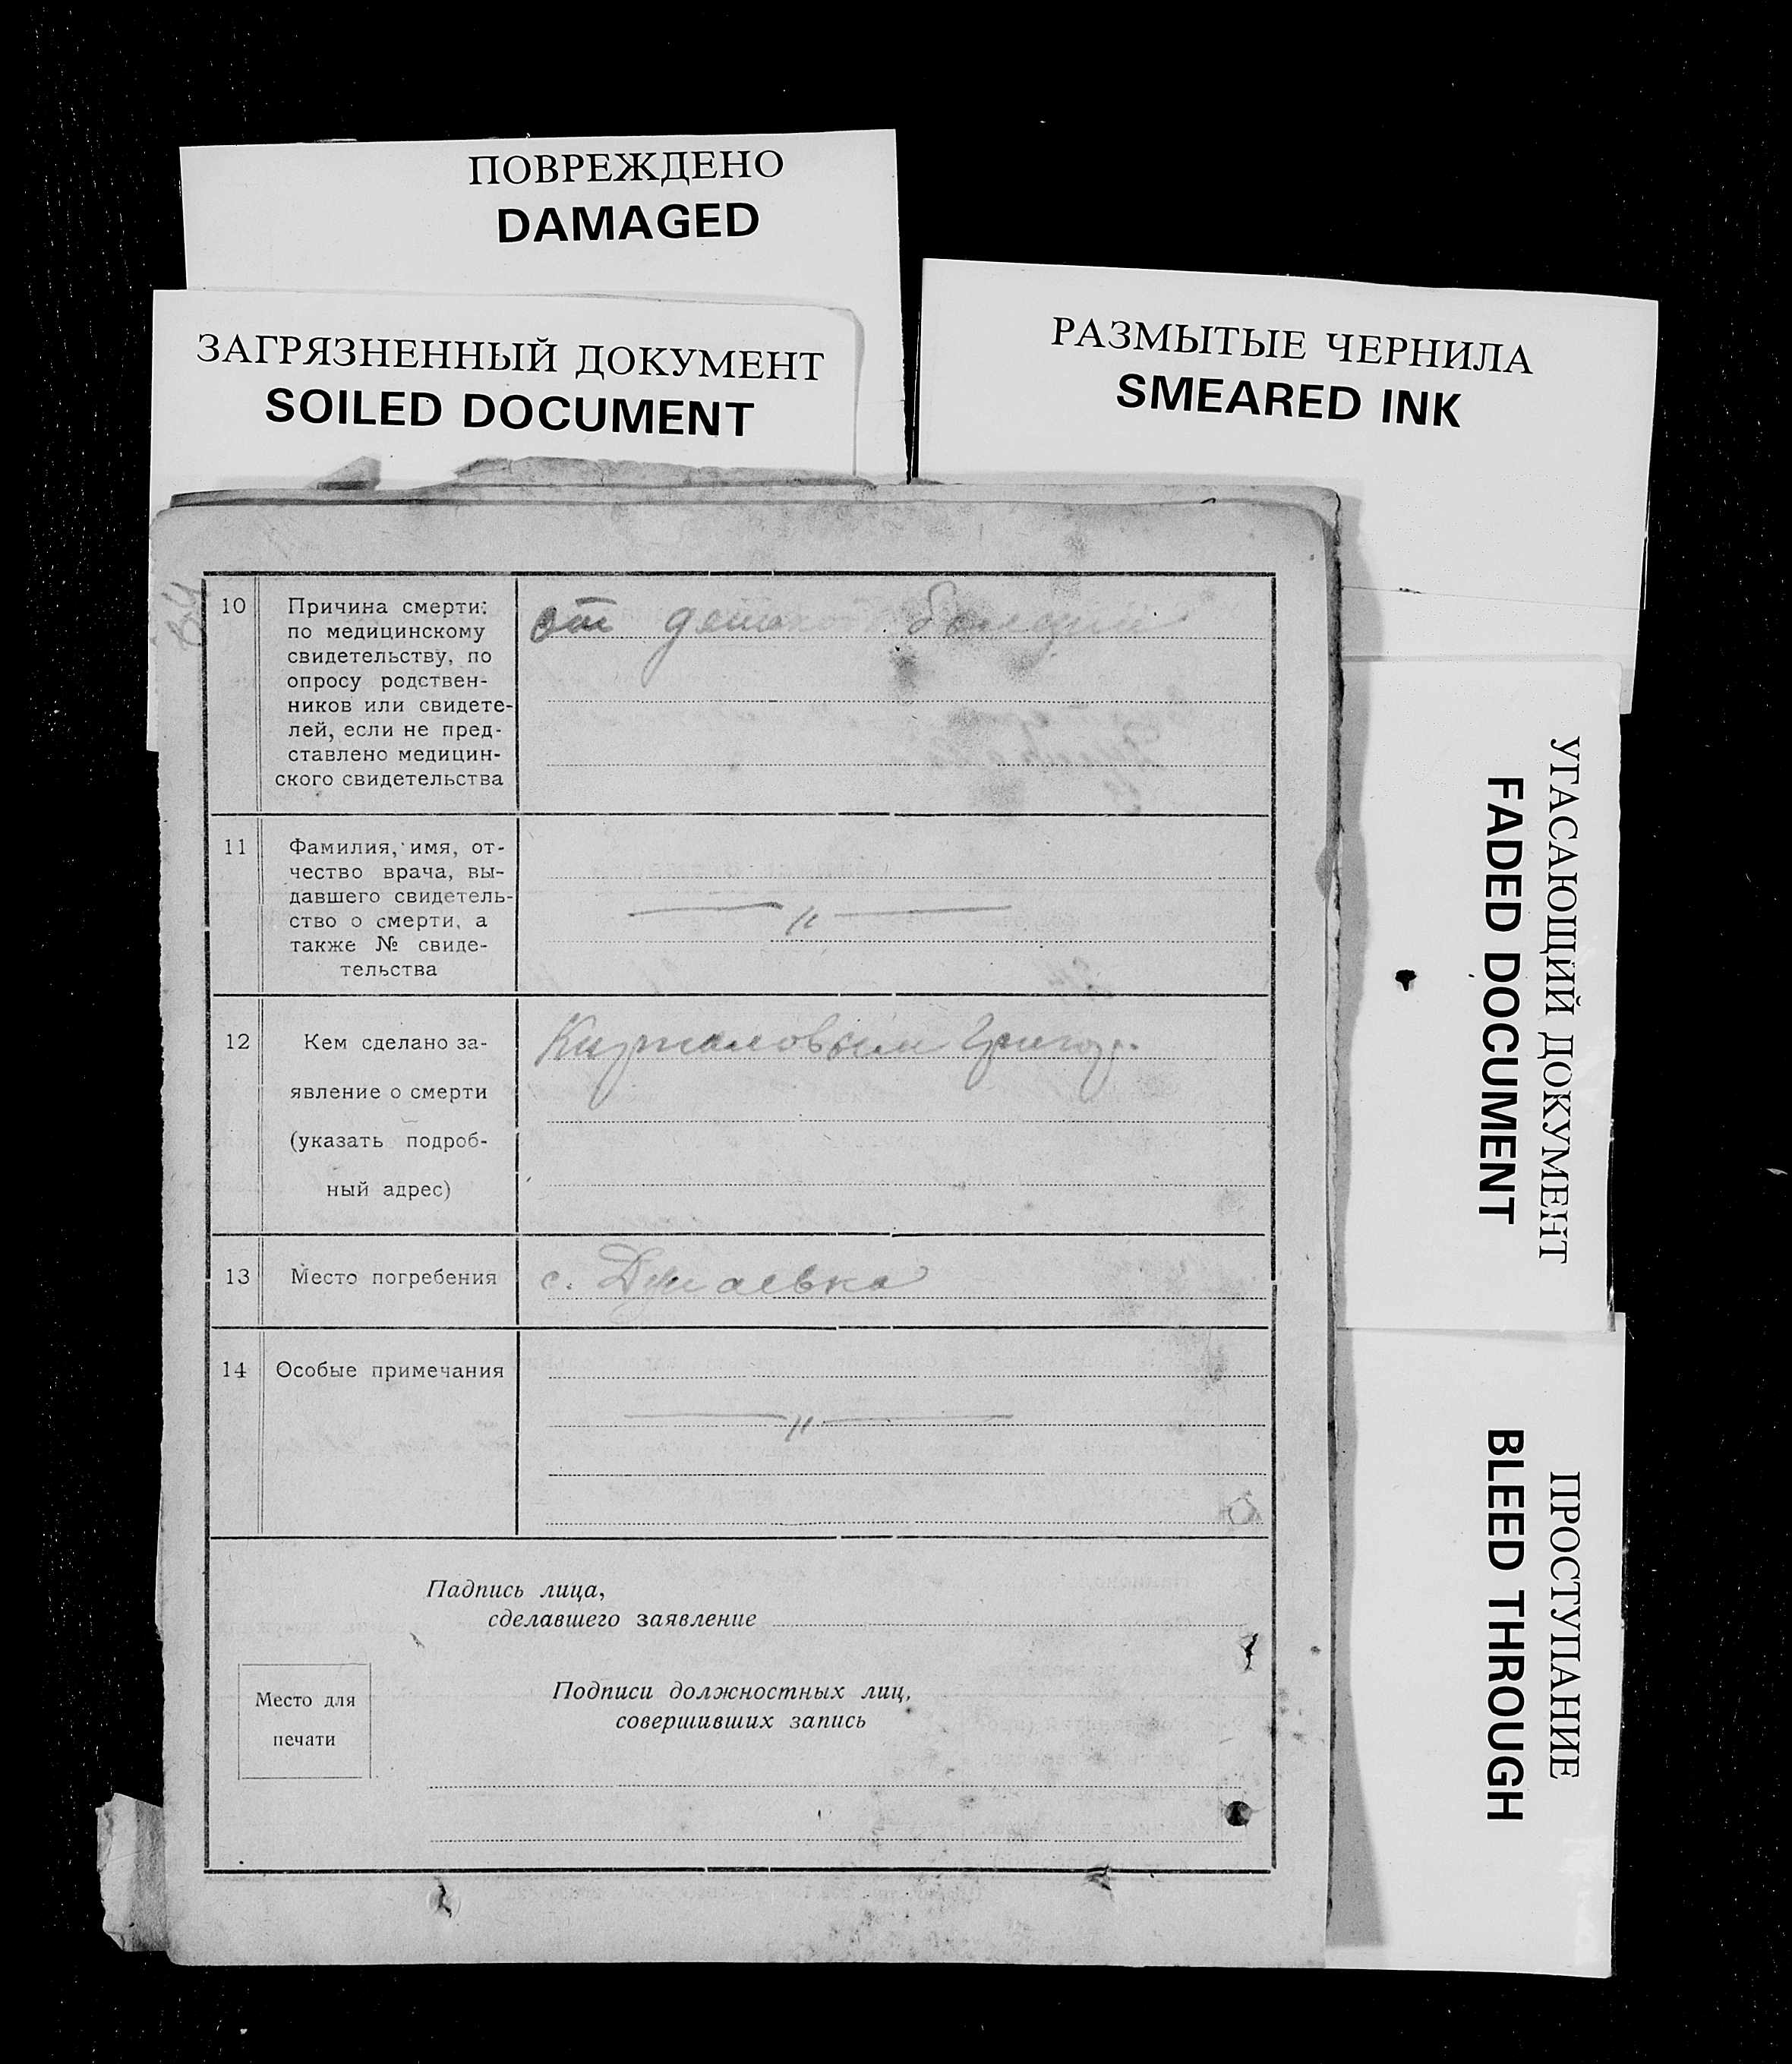 ПОВРЕЖДЕНО
DAMAGED
ЗАГРЯЗНЕННЫЙ ДОКУМЕНТ
SOILED DOCUMENT
РАЗМЫТЫЕ ЧЕРНИЛА
SMEARED INK
УГАСАЮЩИЙ ДОКУМЕНТ
FADED DOCUMENT
ПРОСТУПАНИЕ
BLEED THROUGH
84
10
Причина смерти:
по медицинскому
свидетельству, по
опросу родствен-
ников или свидете-
лей, если не пред-
ставлено медицин-
ского свидетельства
от детской болезни
11
Фамилия, имя, от-
чество врача, вы-
давшего свидетель-
ство о смерти, а
также № свиде-
тельства
— 〃 —
12
Кем сделано за-
явление о смерти
(указать подроб-
ный адрес)
Григор.
13
Место погребения
с.
14
Особые примечания
— 〃 —
Падпись лица,
сделавшего заявление
Место для
печати
Подписи должностных лиц,
совершивших запись